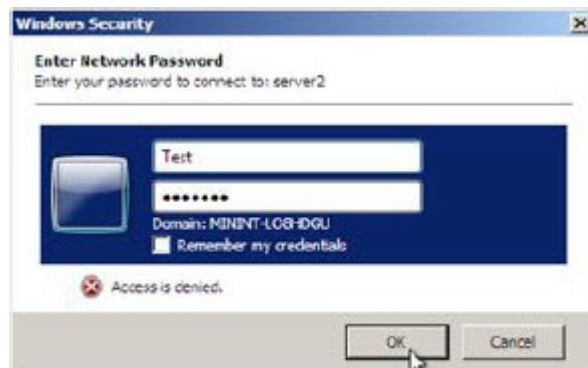 Windows Security
Enter Network Password
Enter your password to connect to: server2
Test
Domain: MININT-LO8HDGU
Remember my credentials
Access is denied.
OK
Cancel